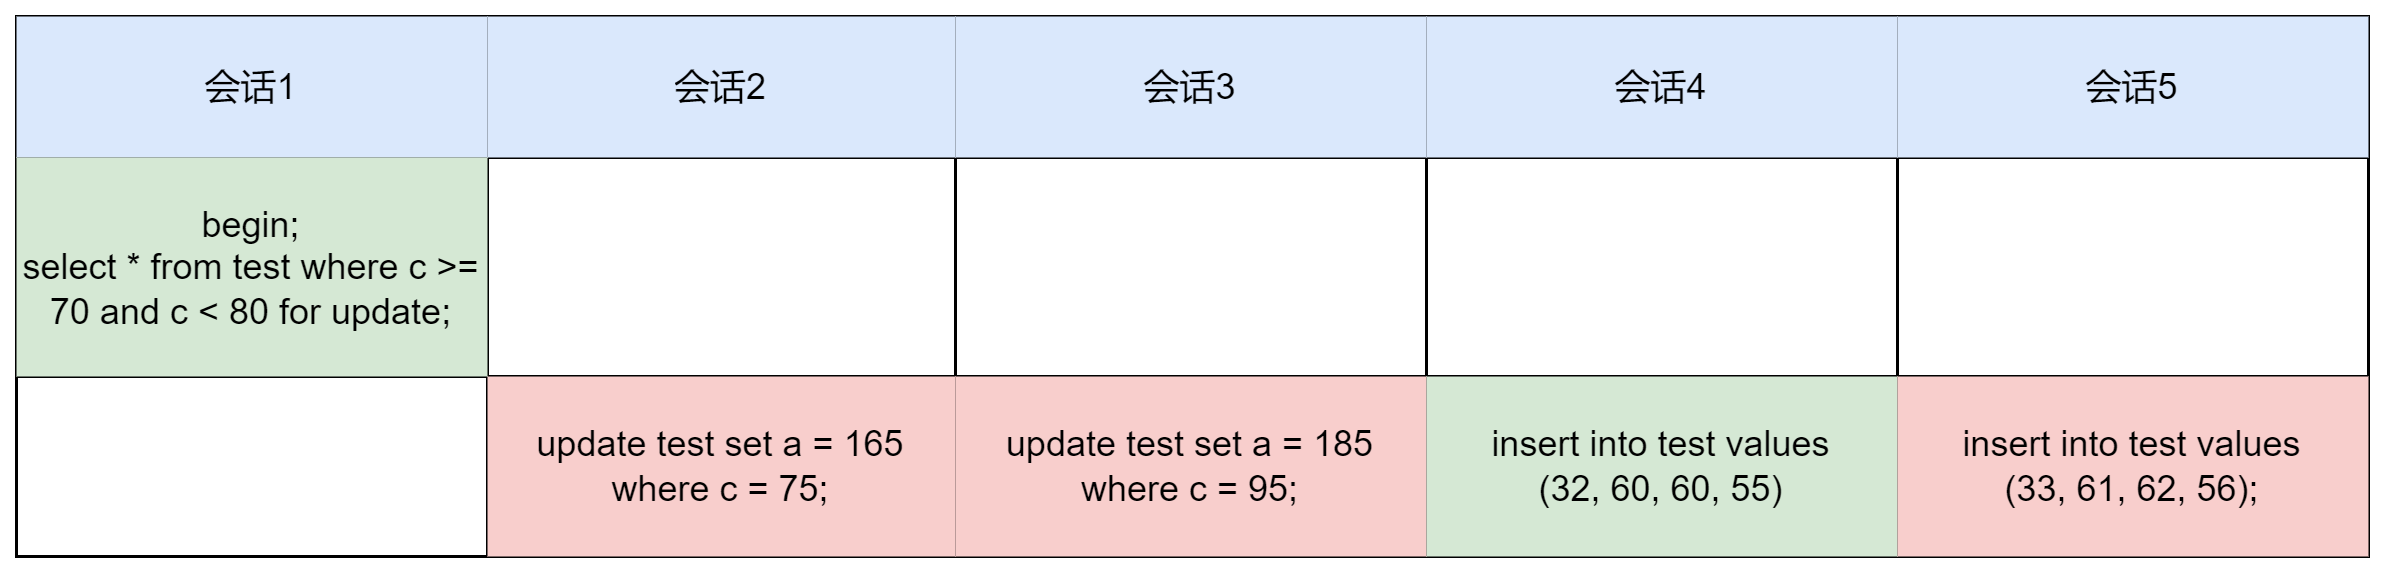 会话1
会话2
会话3
会话4
会话5
begin;
select * from test where c >=
70 and c < 80 for update;
update test set a = 165
where c = 75;
update test set a = 185
where c = 95;
insert into test values
(32, 60, 60, 55)
insert into test values
(33, 61, 62, 56);